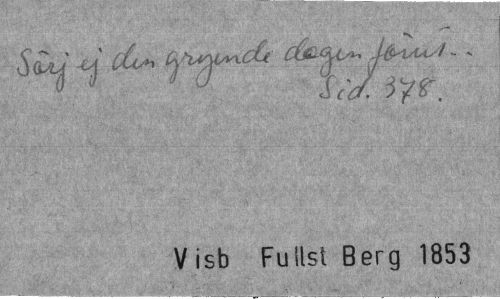 Sörj ej den gryende dagen förut..
Sid. 378.
Visb Fullst Berg 1853